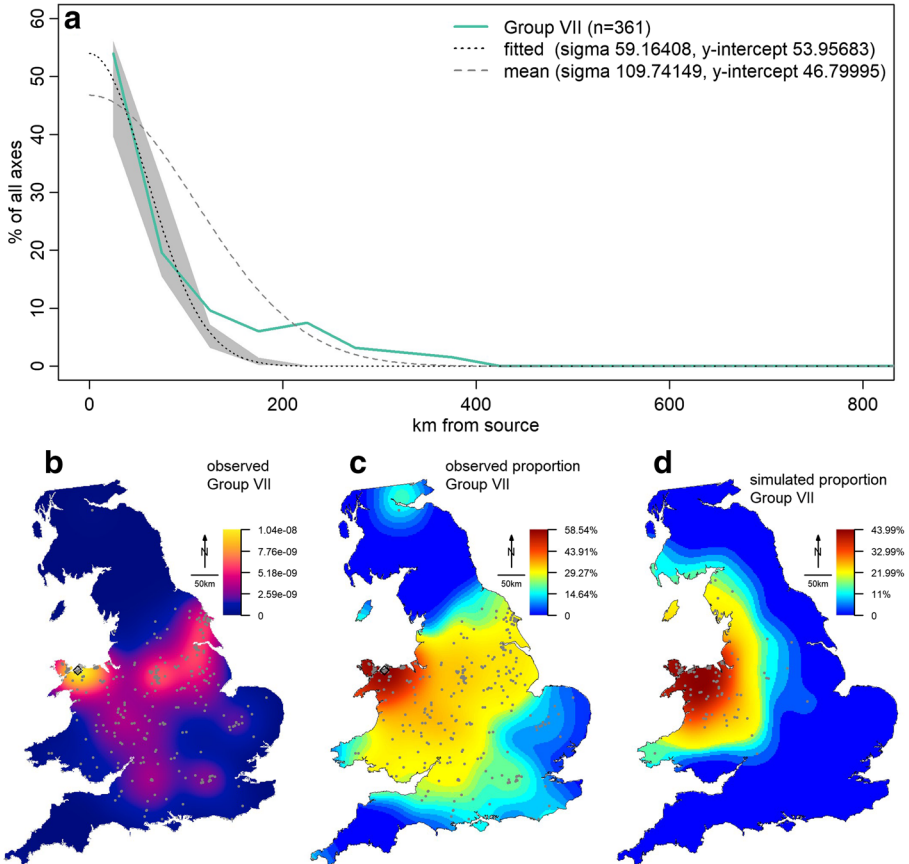 a
60
50
40
30
20
10
0
% of all axes
Group VII (n=361)
fitted (sigma 59.16408, y-intercept 53.95683)
mean (sigma 109.74149, y-intercept 46.79995)
0 200 400 600 800
km from source
b
observed
Group VII
N
50km
1.04e-08
7.76e-09
5.18e-09
2.59e-09
0
c
observed proportion
Group VII
N
50km
58.54%
43.91%
29.27%
14.64%
0
d
simulated proportion
Group VII
N
50km
43.99%
32.99%
21.99%
11%
0